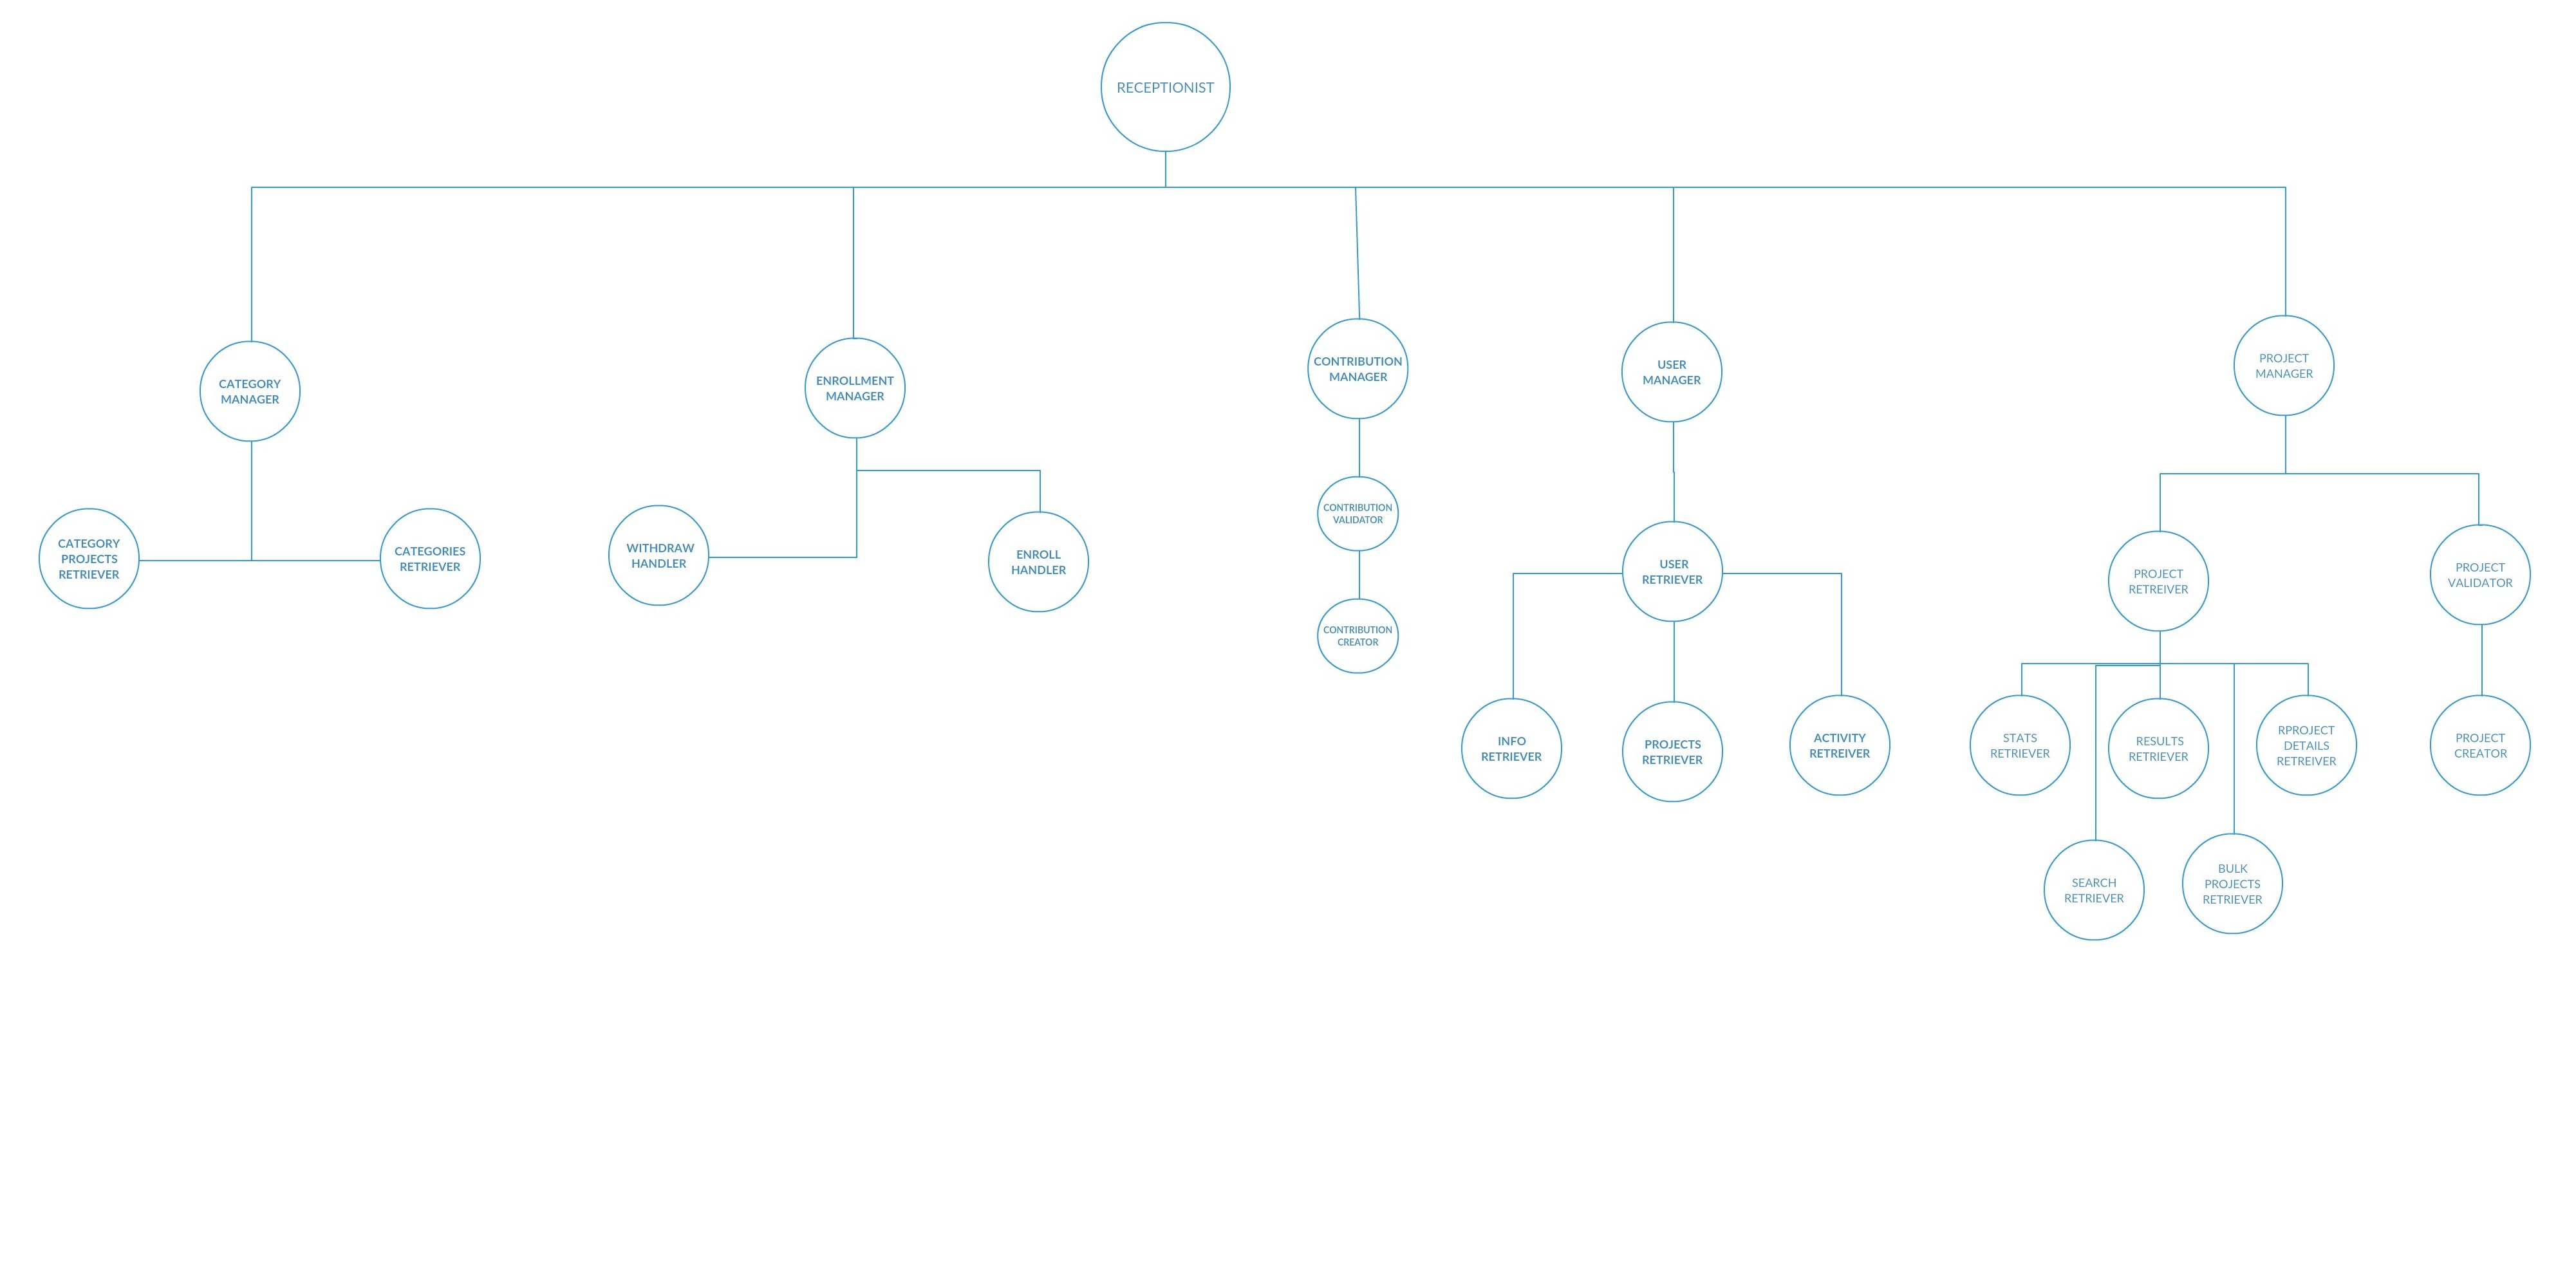 RECEPTIONIST
CATEGORY
MANAGER
ENROLLMENT
MANAGER
CONTRIBUTION
MANAGER
USER
MANAGER
PROJECT
MANAGER
CATEGORY
PROJECTS
RETRIEVER
CATEGORIES
RETRIEVER
WITHDRAW
HANDLER
ENROLL
HANDLER
CONTRIBUTION
VALIDATOR
CONTRIBUTION
CREATOR
USER
RETRIEVER
INFO
RETRIEVER
PROJECTS
RETRIEVER
ACTIVITY
RETREIVER
PROJECT
RETREIVER
PROJECT
VALIDATOR
STATS
RETRIEVER
RESULTS
RETRIEVER
RPROJECT
DETAILS
RETREIVER
PROJECT
CREATOR
SEARCH
RETRIEVER
BULK
PROJECTS
RETRIEVER